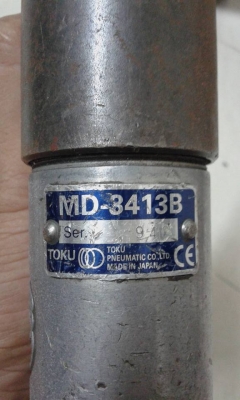 MD-3413B
Ser.
TOKU TOKU
PNEUMATIC CO.,LTD.
MADE IN JAPAN CE